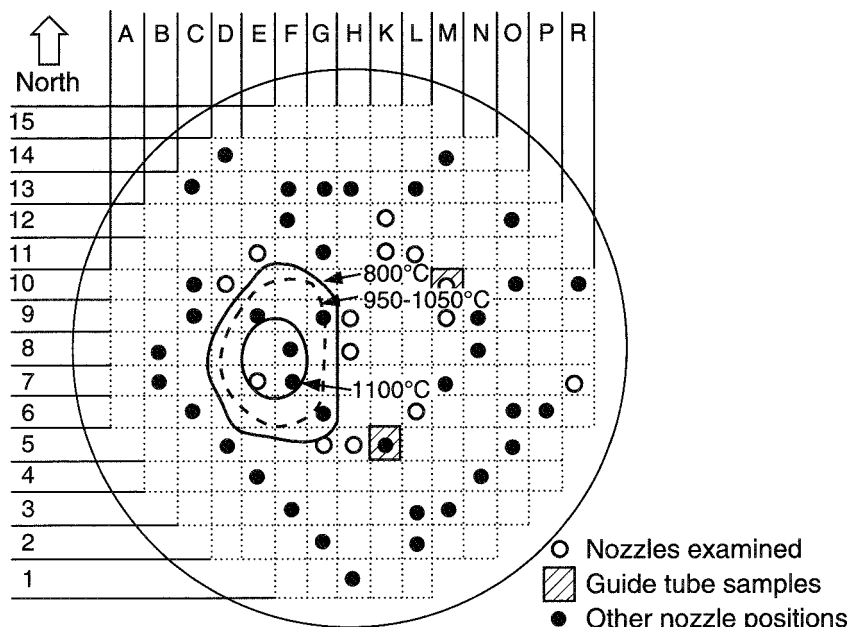 A B C D E F G H K L M N O P R
North
15
14
13
12
11
10
9
8
7
6
5
4
3
2
1
800°C
950-1050°C
1100°C
Nozzles examined
Guide tube samples
Other nozzle positions